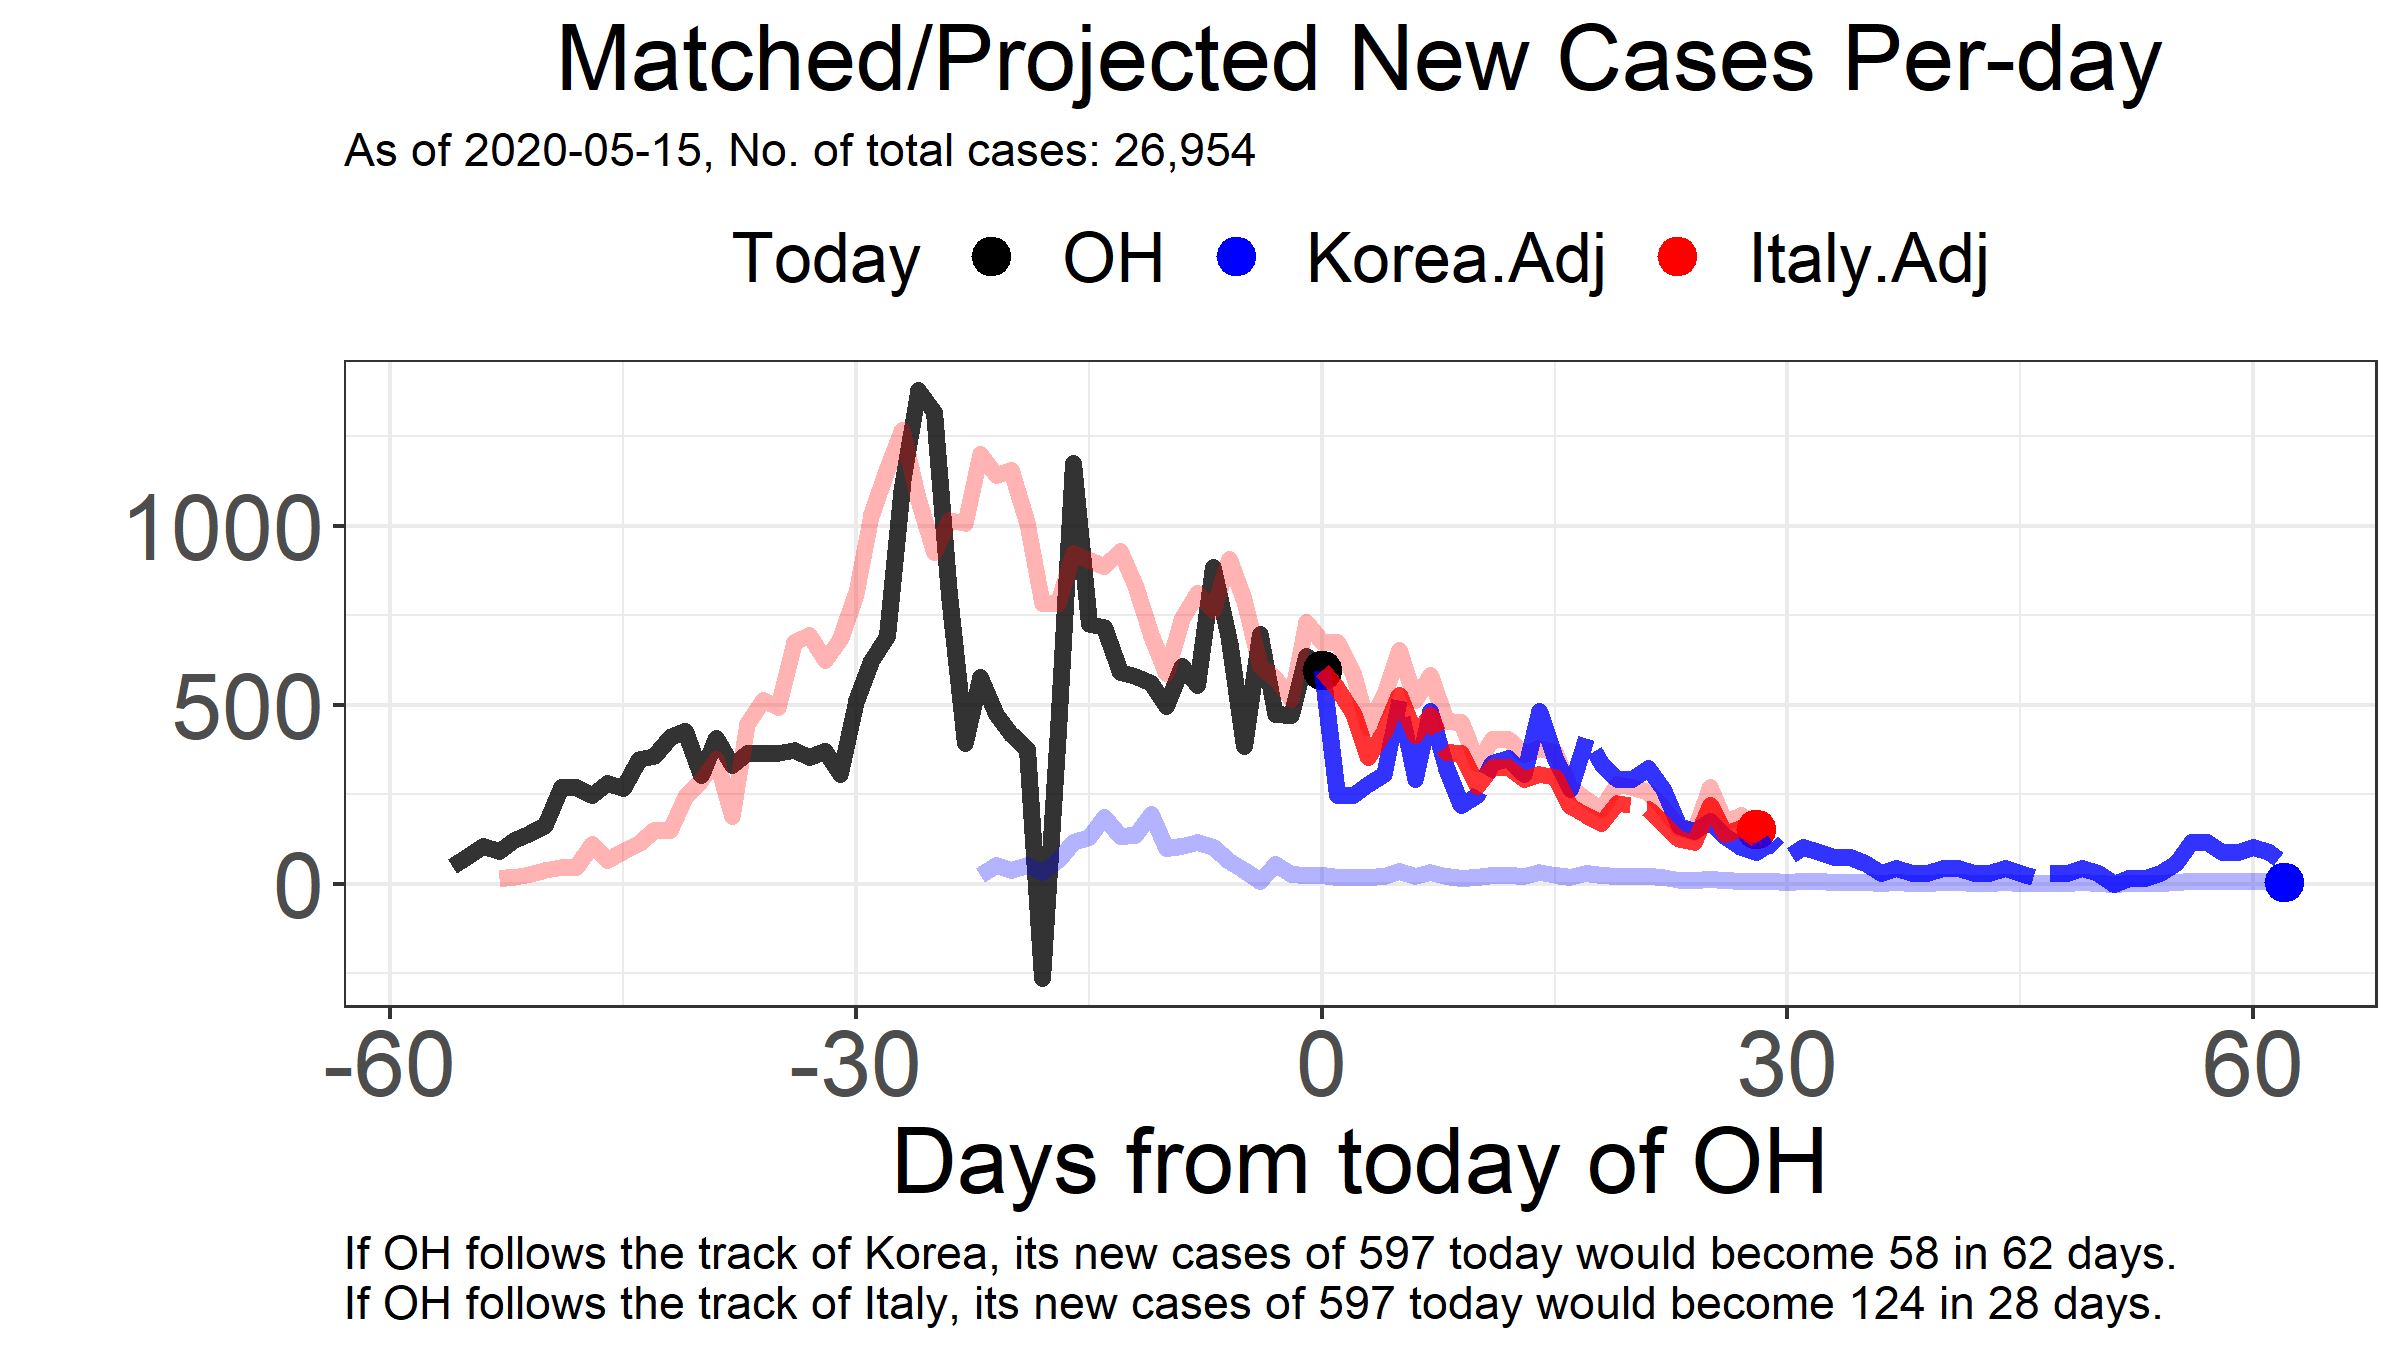 Matched/Projected New Cases Per-day
As of 2020-05-15, No. of total cases: 26,954
Today OH Korea.Adj Italy.Adj
1000
500
0
-60 -30 0 30 60
Days from today of OH
If OH follows the track of Korea, its new cases of 597 today would become 58 in 62 days.
If OH follows the track of Italy, its new cases of 597 today would become 124 in 28 days.